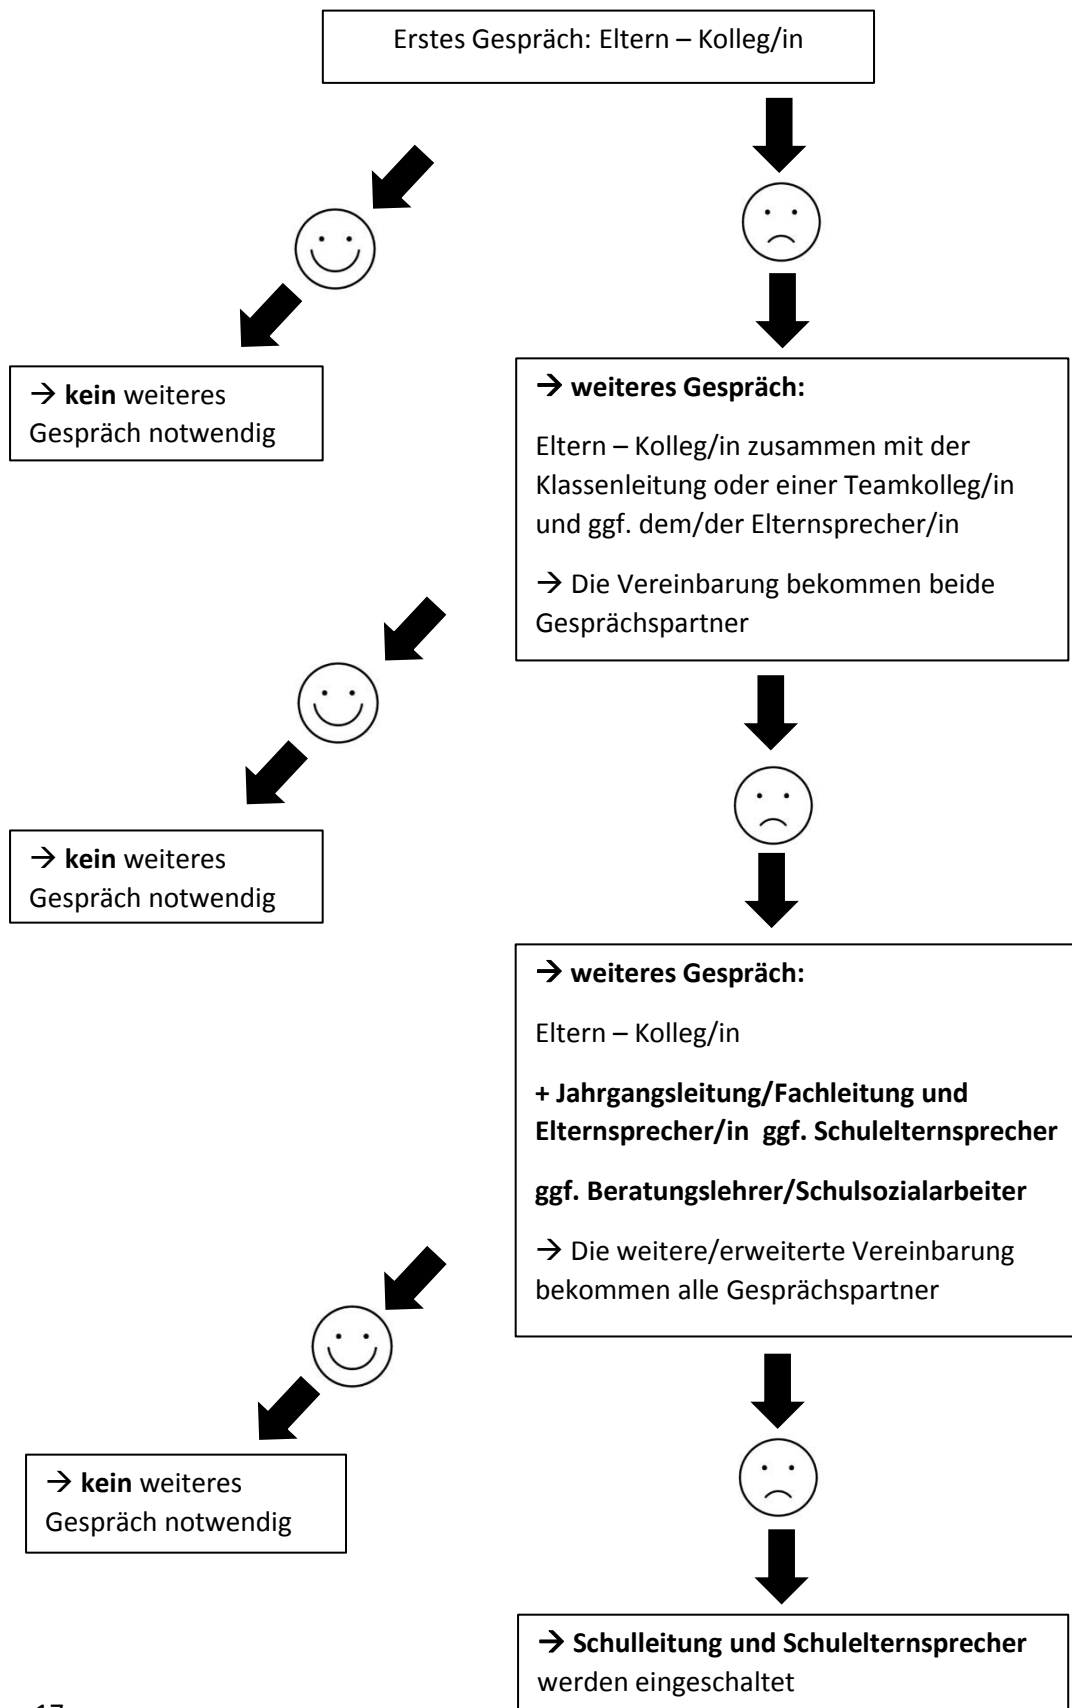 Erstes Gespräch: Eltern – Kolleg/in
→ kein weiteres
Gespräch notwendig
→ weiteres Gespräch:
Eltern – Kolleg/in zusammen mit der
Klassenleitung oder einer Teamkolleg/in
und ggf. dem/der Elternsprecher/in
→ Die Vereinbarung bekommen beide
Gesprächspartner
→ kein weiteres
Gespräch notwendig
→ weiteres Gespräch:
Eltern – Kolleg/in
+ Jahrgangsleitung/Fachleitung und
Elternsprecher/in  ggf. Schulelternsprecher
ggf. Beratungslehrer/Schulsozialarbeiter
→ Die weitere/erweiterte Vereinbarung
bekommen alle Gesprächspartner
→ kein weiteres
Gespräch notwendig
→ Schulleitung und Schulelternsprecher
werden eingeschaltet
17